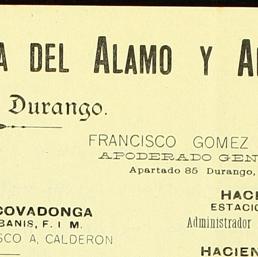 DEL ALAMO Y
Durango.
FRANCISCO GOMEZ
APODERADO GEN
Apartado 85 Durango,
HAC
ESTACIO
COVADONGA
BANIS, F. I M.
Administrador
SCO A, CALDERON
HACIEN